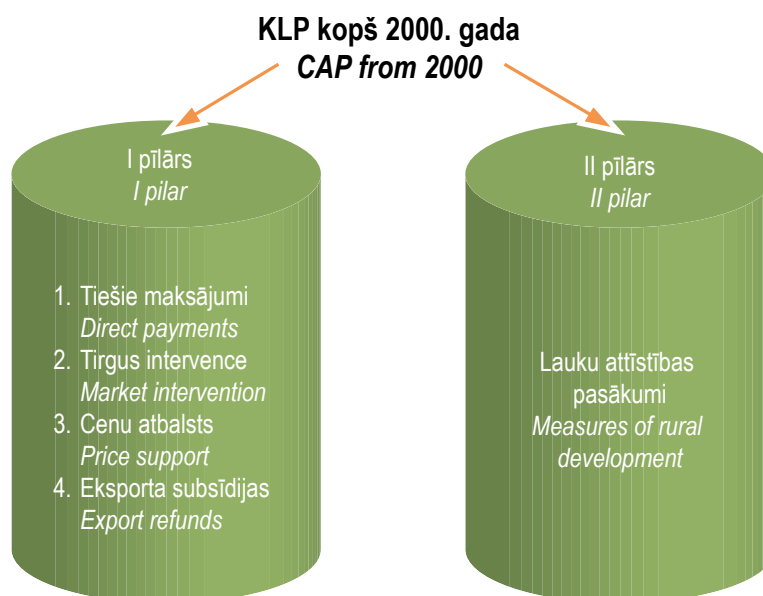 KLP kopš 2000. gada
CAP from 2000
I pīlārs
I pilar
1. Tiešie maksājumi
Direct payments
2. Tirgus intervence
Market intervention
3. Cenu atbalsts
Price support
4. Eksporta subsīdijas
Export refunds
II pīlārs
II pilar
Lauku attīstības
pasākumi
Measures of rural
development